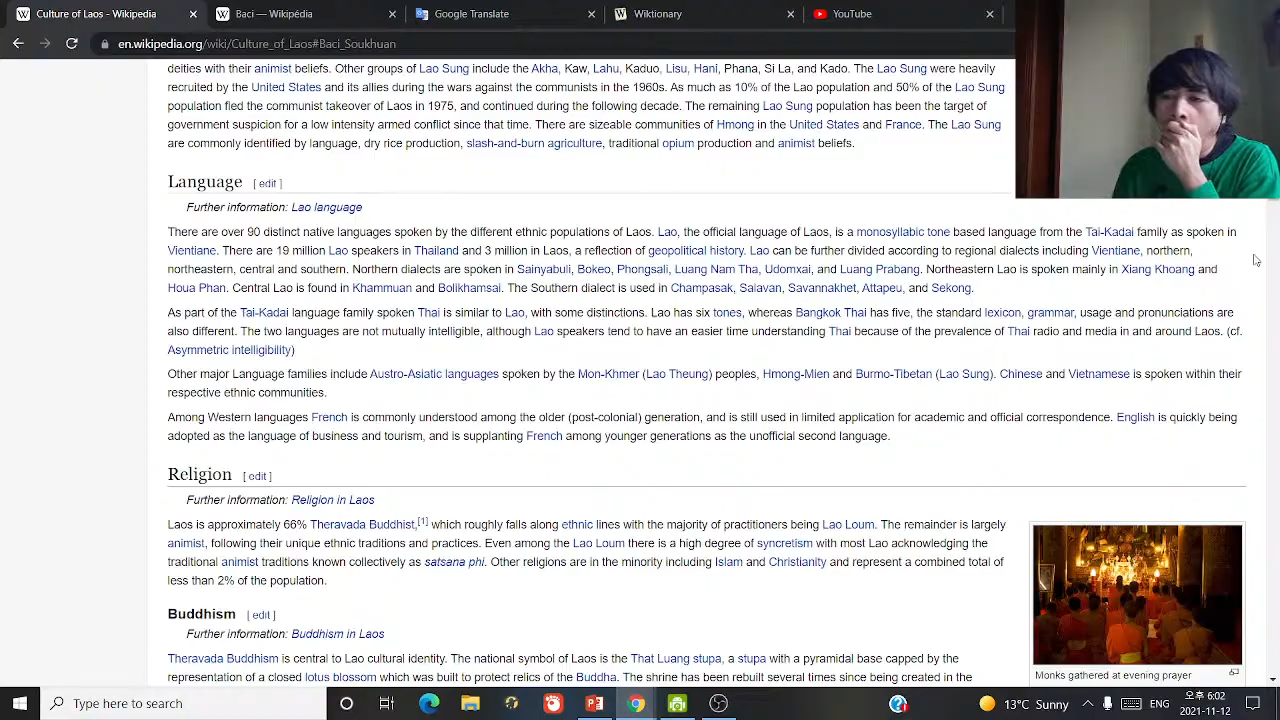 Culture of Laos - Wikipedia
Baci — Wikipédia
Google Translate
Wiktionary
YouTube
en.wikipedia.org/wiki/Culture_of_Laos#Baci_Soukhuan
deities with their animist beliefs. Other groups of Lao Sung include the Akha, Kaw, Lahu, Kaduo, Lisu, Hani, Phana, Si La, and Kado. The Lao Sung were heavily
recruited by the United States and its allies during the wars against the communists in the 1960s. As much as 10% of the Lao population and 50% of the Lao Sung
population fled the communist takeover of Laos in 1975, and continued during the following decade. The remaining Lao Sung population has been the target of
government suspicion for a low intensity armed conflict since that time. There are sizeable communities of Hmong in the United States and France. The Lao Sung
are commonly identified by language, dry rice production, slash-and-burn agriculture, traditional opium production and animist beliefs.
Language [ edit ]
Further information: Lao language
There are over 90 distinct native languages spoken by the different ethnic populations of Laos. Lao, the official language of Laos, is a monosyllabic tone based language from the Tai-Kadai family as spoken in
Vientiane. There are 19 million Lao speakers in Thailand and 3 million in Laos, a reflection of geopolitical history. Lao can be further divided according to regional dialects including Vientiane, northern,
northeastern, central and southern. Northern dialects are spoken in Sainyabuli, Bokeo, Phongsali, Luang Nam Tha, Udomxai, and Luang Prabang. Northeastern Lao is spoken mainly in Xiang Khoang and
Houa Phan. Central Lao is found in Khammuan and Bolikhamsai. The Southern dialect is used in Champasak, Salavan, Savannakhet, Attapeu, and Sekong.
As part of the Tai-Kadai language family spoken Thai is similar to Lao, with some distinctions. Lao has six tones, whereas Bangkok Thai has five, the standard lexicon, grammar, usage and pronunciations are
also different. The two languages are not mutually intelligible, although Lao speakers tend to have an easier time understanding Thai because of the prevalence of Thai radio and media in and around Laos. (cf.
Asymmetric intelligibility)
Other major Language families include Austro-Asiatic languages spoken by the Mon-Khmer (Lao Theung) peoples, Hmong-Mien and Burmo-Tibetan (Lao Sung). Chinese and Vietnamese is spoken within their
respective ethnic communities.
Among Western languages French is commonly understood among the older (post-colonial) generation, and is still used in limited application for academic and official correspondence. English is quickly being
adopted as the language of business and tourism, and is supplanting French among younger generations as the unofficial second language.
Religion [ edit ]
Further information: Religion in Laos
Laos is approximately 66% Theravada Buddhist,[1] which roughly falls along ethnic lines with the majority of practitioners being Lao Loum. The remainder is largely
animist, following their unique ethnic traditions and practices. Even among the Lao Loum there is a high degree of syncretism with most Lao acknowledging the
traditional animist traditions known collectively as satsana phi. Other religions are in the minority including Islam and Christianity and represent a combined total of
less than 2% of the population.
Monks gathered at evening prayer
Buddhism [ edit ]
Further information: Buddhism in Laos
Theravada Buddhism is central to Lao cultural identity. The national symbol of Laos is the That Luang stupa, a stupa with a pyramidal base capped by the
representation of a closed lotus blossom which was built to protect relics of the Buddha. The shrine has been rebuilt several times since being created in the
Type here to search
13°C Sunny
ENG
오후 6:02
2021-11-12